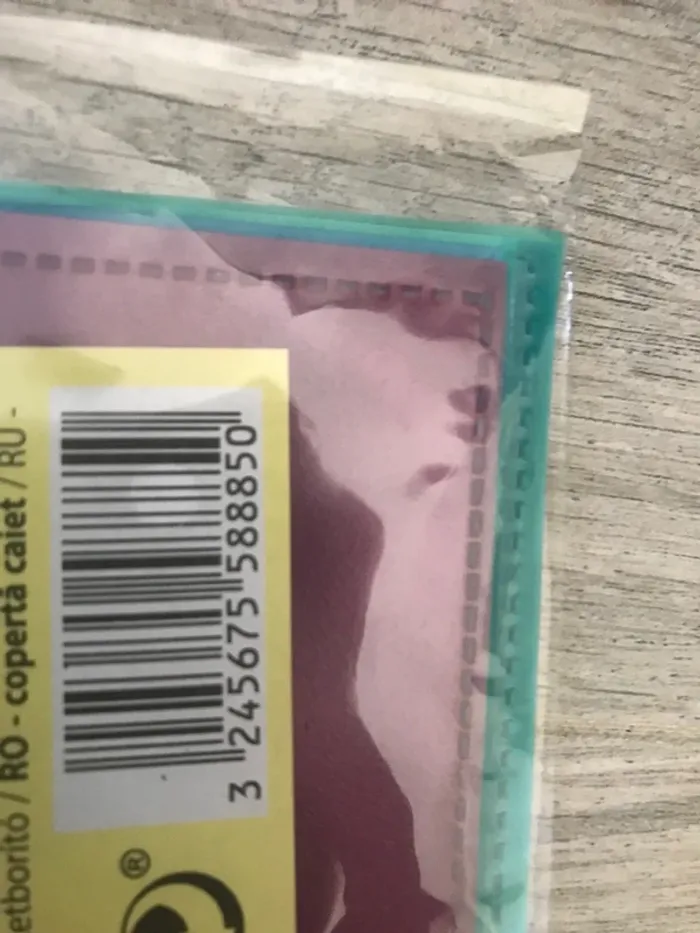 3 245675 588850
etborító / RO - copertă caiet / RU -
®